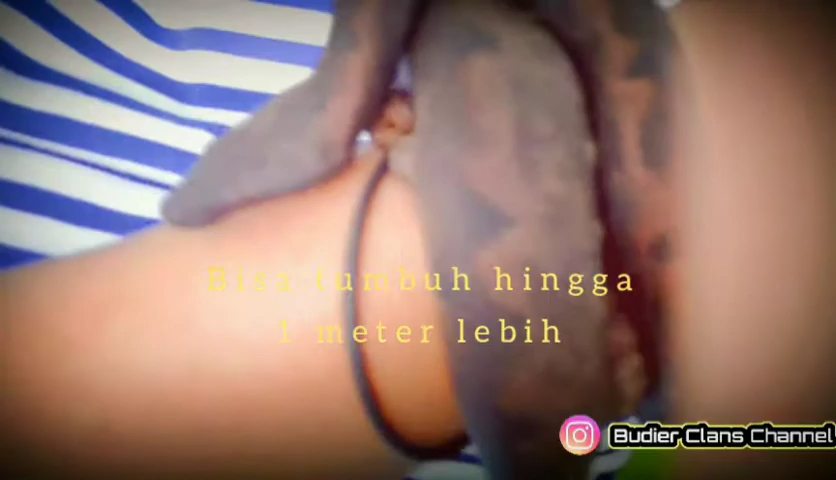 Bisa tumbuh hingga
1 meter lebih
Budier Clans Channel